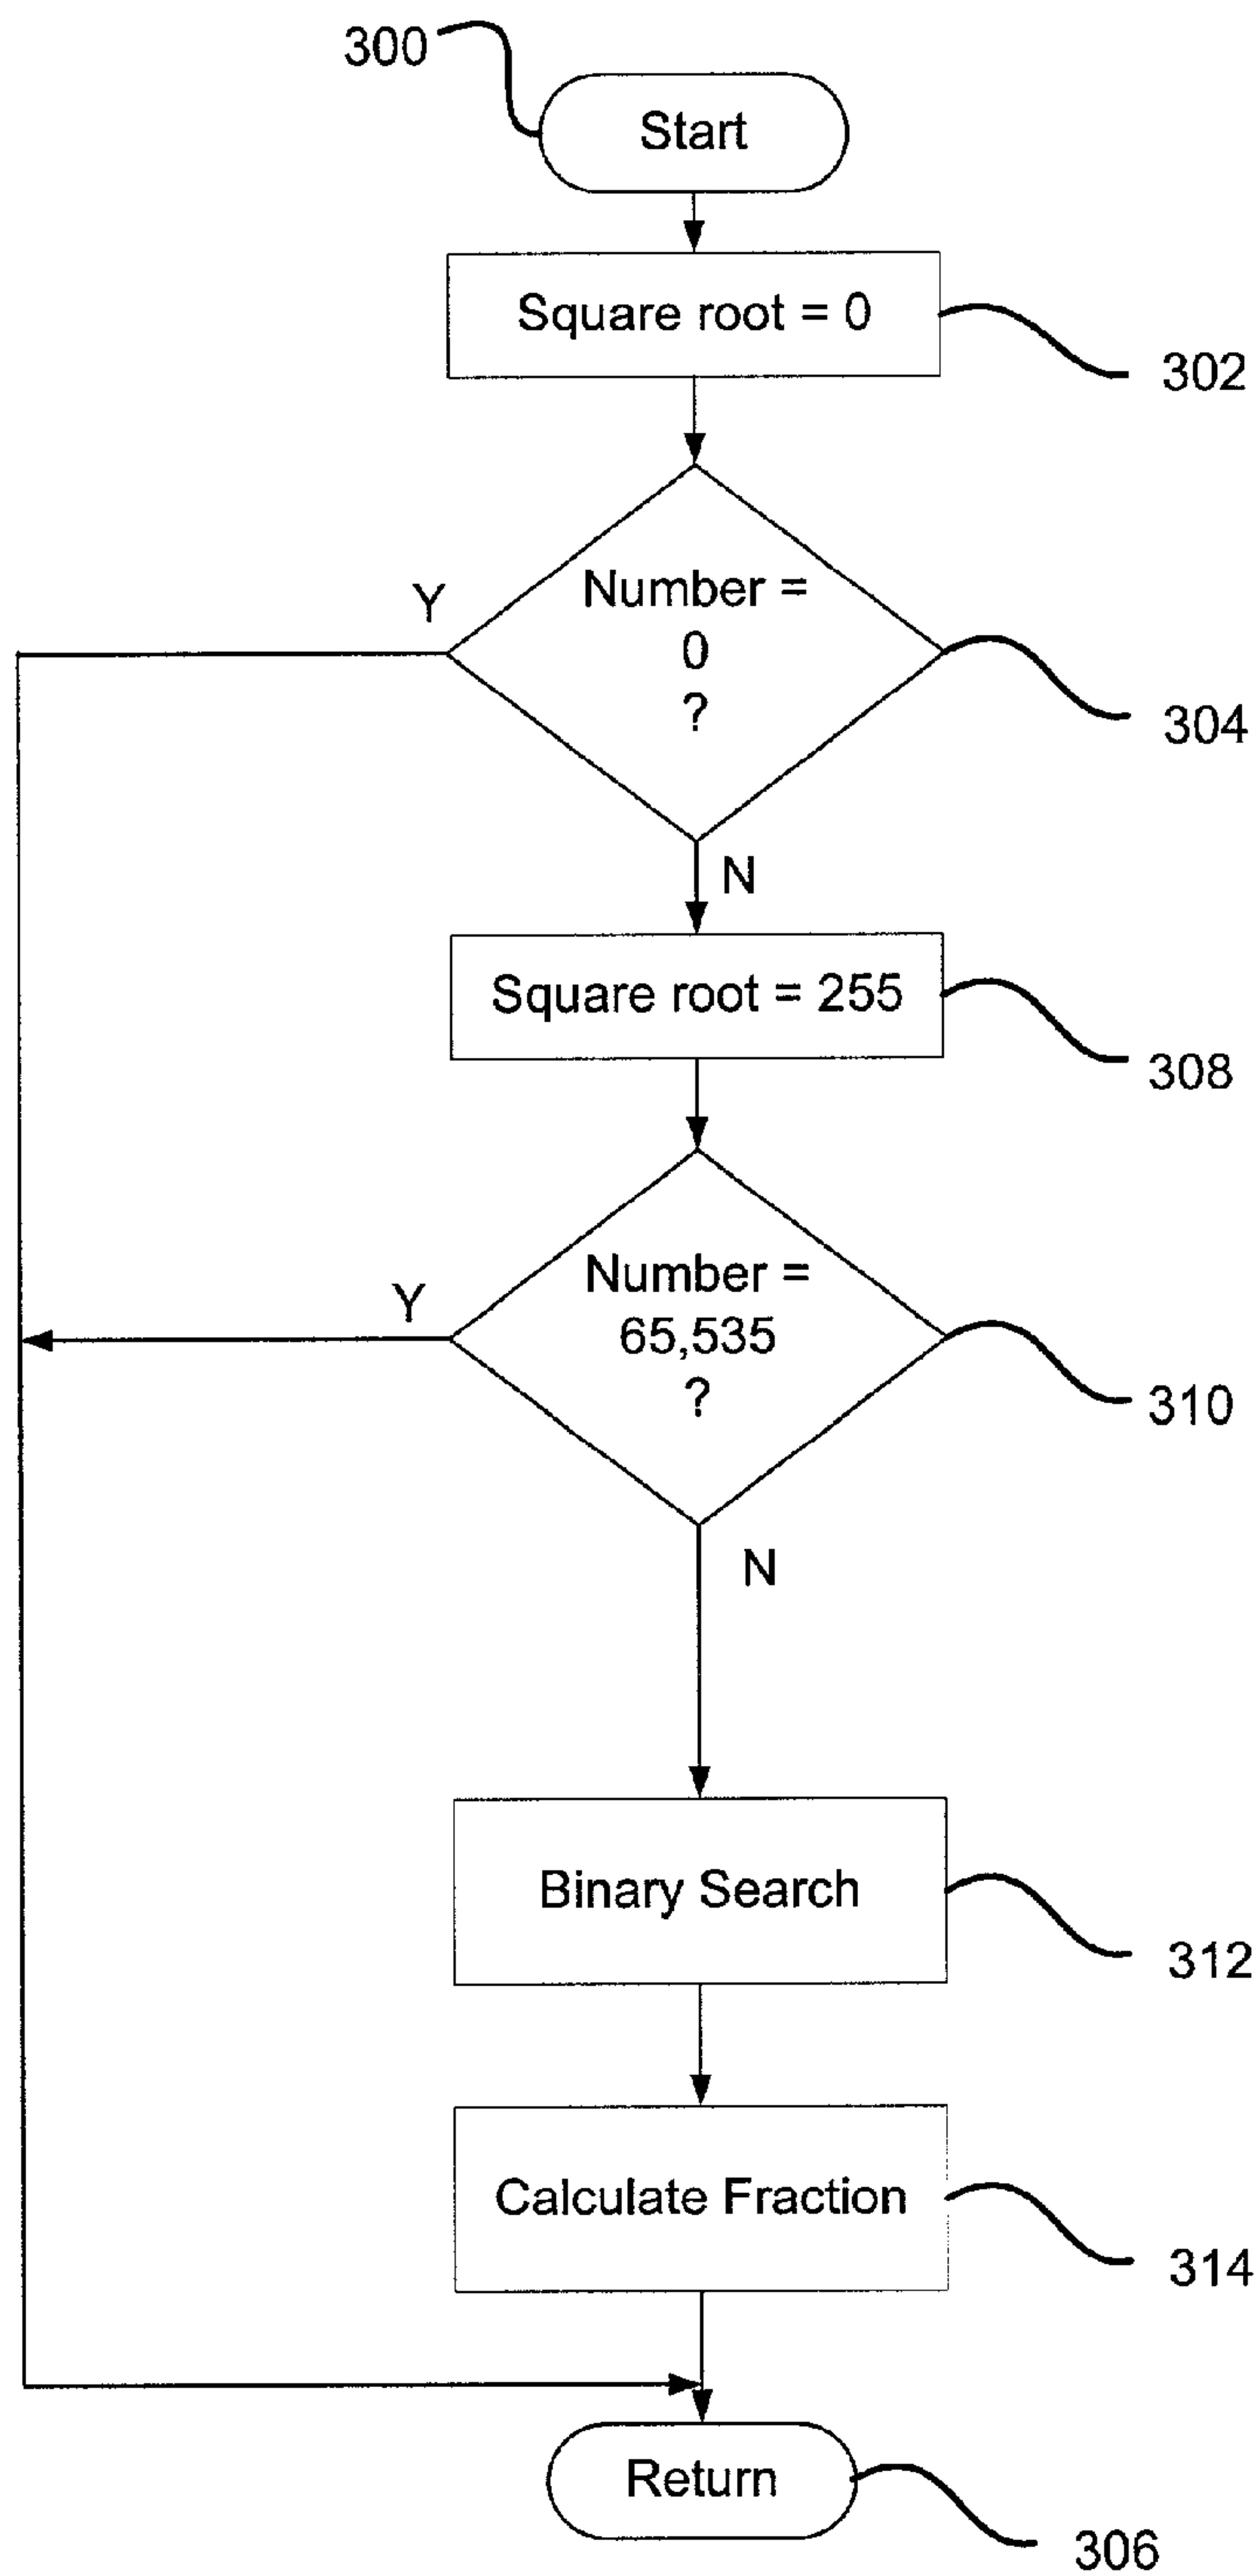 300
Start
Square root = 0
302
Y
Number =
0
?
304
N
Square root = 255
308
Y
Number =
65,535
?
310
N
Binary Search
312
Calculate Fraction
314
Return
306